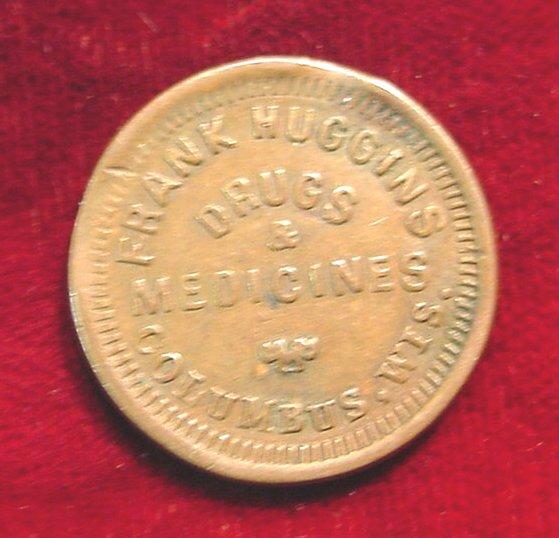 FRANK HUGGINS
DRUGS
&
MEDICINES
COLUMBUS. WIS.